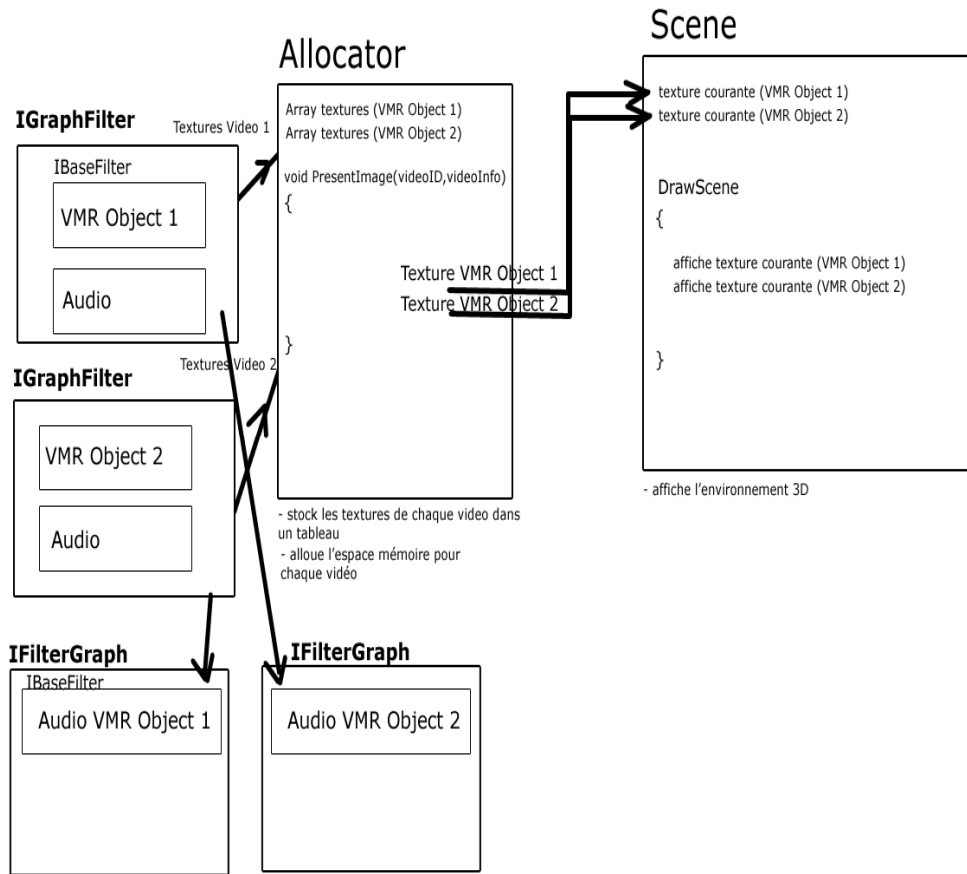 Scene
Allocator
IGraphFilter
Textures Video 1
IBaseFilter
VMR Object 1
Audio
Array textures (VMR Object 1)
Array textures (VMR Object 2)
void PresentImage(videoID,videoInfo)
{
Texture VMR Object 1
Texture VMR Object 2
}
texture courante (VMR Object 1)
texture courante (VMR Object 2)
DrawScene
{
affiche texture courante (VMR Object 1)
affiche texture courante (VMR Object 2)
}
Textures Video 2
IGraphFilter
VMR Object 2
Audio
- stock les textures de chaque video dans
un tableau
- alloue l'espace mémoire pour
chaque vidéo
- affiche l'environnement 3D
IFilterGraph
IBaseFilter
Audio VMR Object 1
IFilterGraph
Audio VMR Object 2